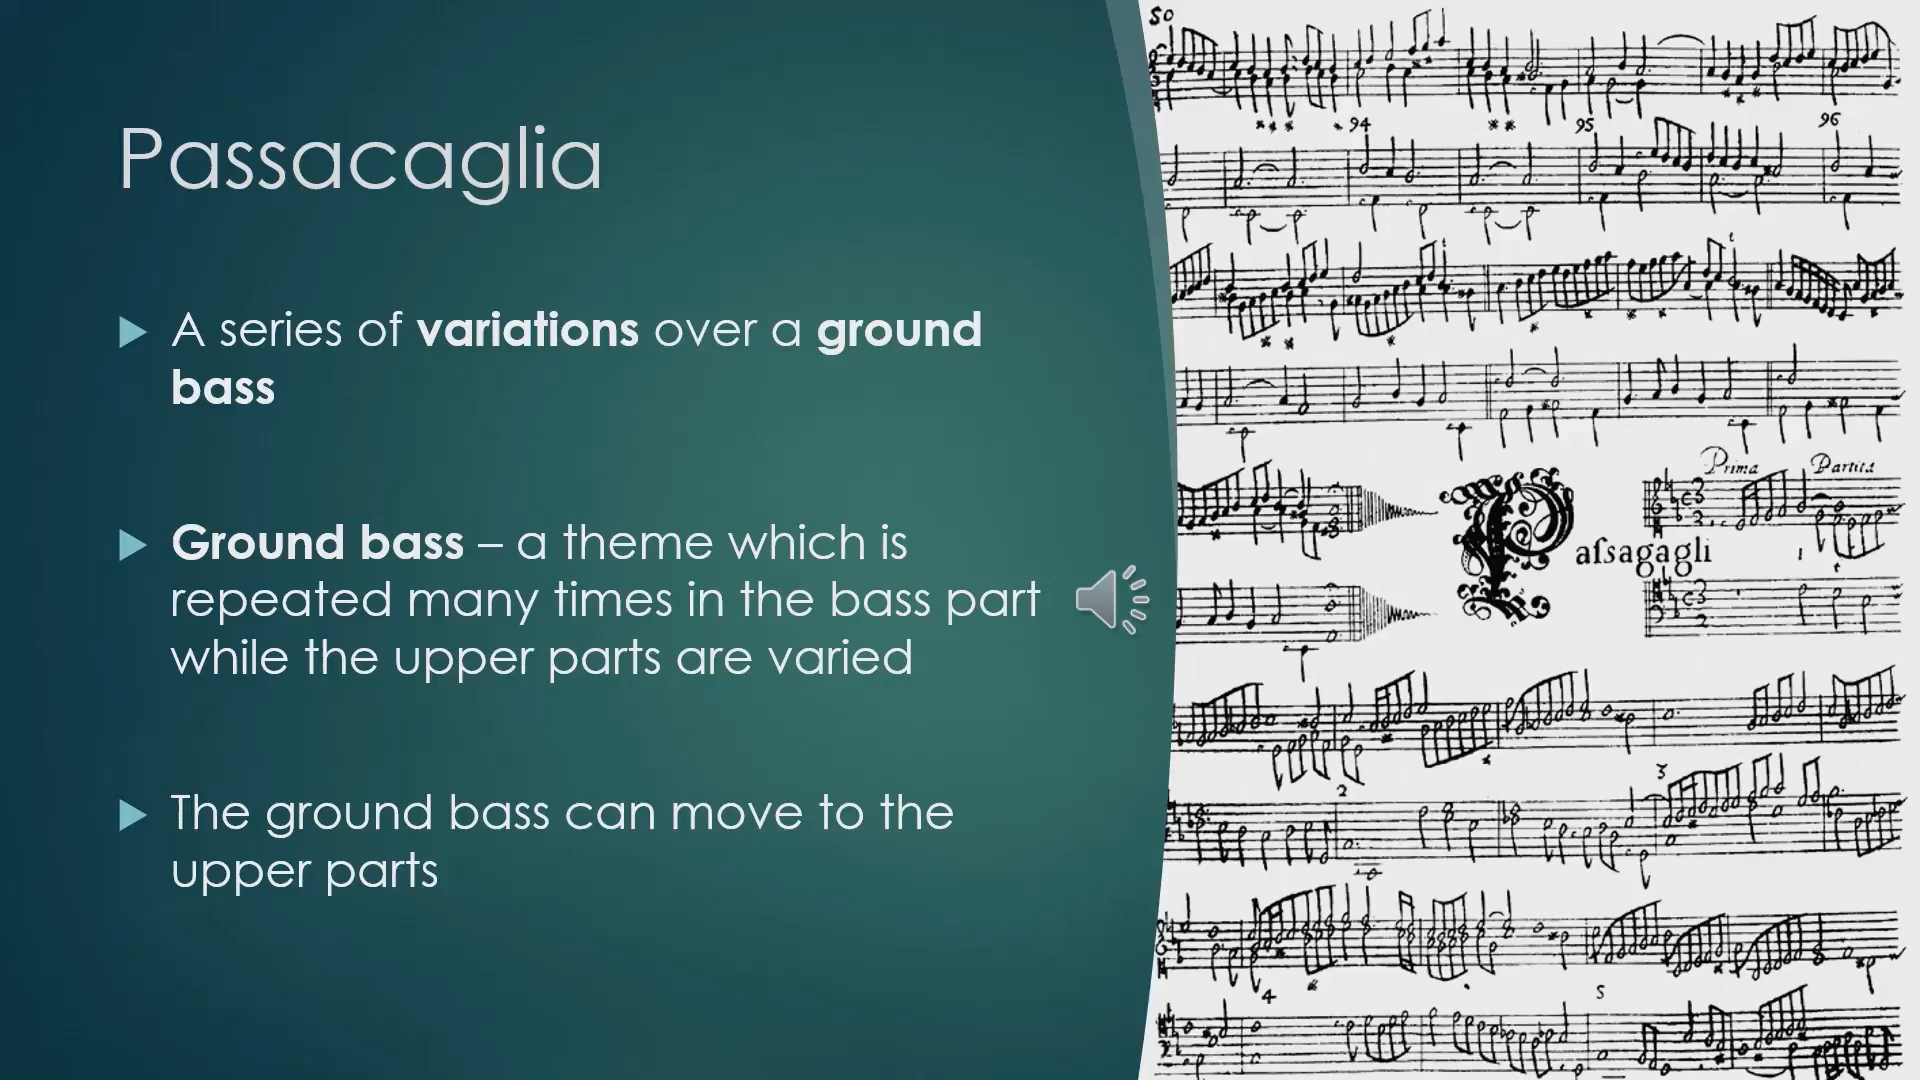 Passacaglia
A series of variations over a ground
bass
Ground bass – a theme which is
repeated many times in the bass part
while the upper parts are varied
The ground bass can move to the
upper parts
50
94 95 96
Prima Partita
Paſsagagli
2
3
4 5